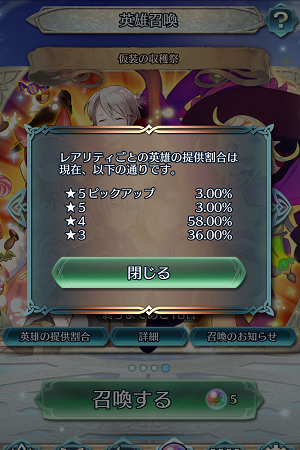 英雄召喚
?
仮装の収穫祭
レアリティごとの英雄の提供割合は
現在、以下の通りです。
★5ピックアップ 3.00%
★5 3.00%
★4 58.00%
★3 36.00%
閉じる
英雄の提供割合
詳細
召喚のお知らせ
召喚する 5